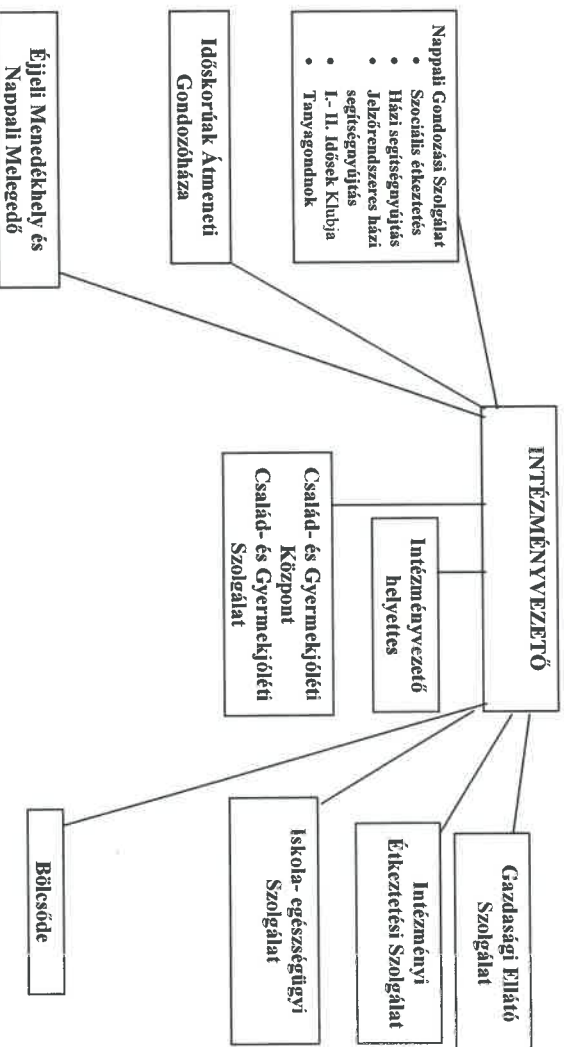 INTÉZMÉNYVEZETŐ
Nappali Gondozási Szolgálat
• Szociális étkeztetés
• Házi segítségnyújtás
• Jelzőrendszeres házi
segítségnyújtás
• I.- II. Idősek Klubja
• Tanyagondnok
Időskorúak Átmeneti
Gondozóháza
Éjjeli Menedékhely és
Nappali Melegedő
Intézményvezető
helyettes
Család- és Gyermekjóléti
Központ
Család- és Gyermekjóléti
Szolgálat
Gazdasági Ellátó
Szolgálat
Intézményi
Étkeztetési Szolgálat
Iskola- egészségügyi
Szolgálat
Bölcsőde